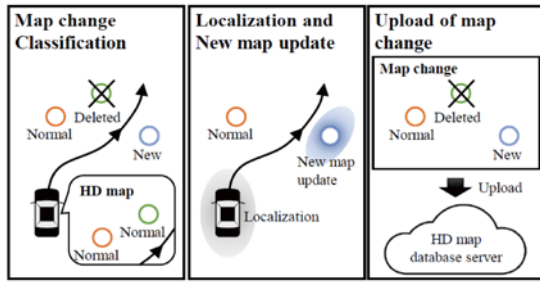 Map change
Classification
Deleted
Normal
New
HD map
Normal
Normal
Localization and
New map update
Normal
New map
update
Localization
Upload of map
change
Map change
Deleted
Normal
New
Upload
HD map
database server